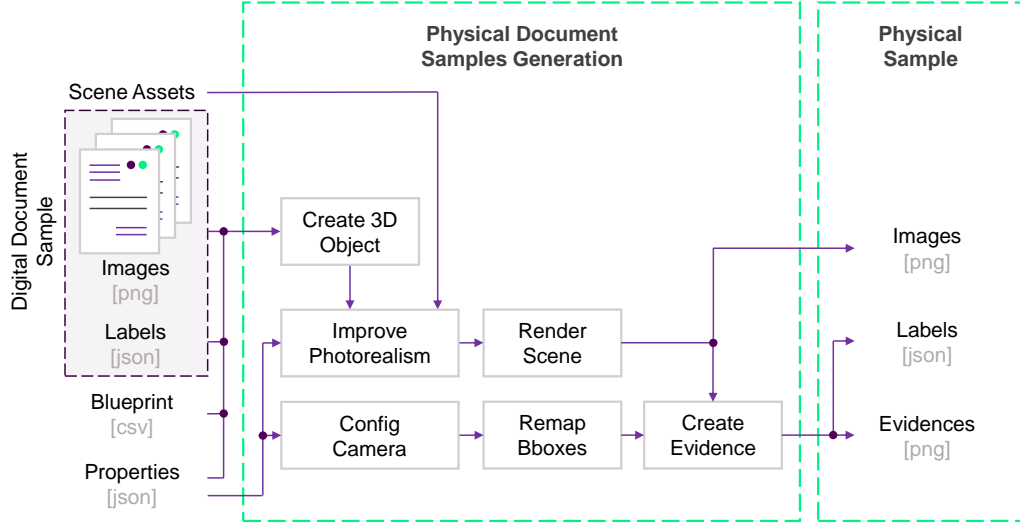 Physical Document
Samples Generation
Physical
Sample
Scene Assets
Digital Document
Sample
Images
[png]
Labels
[json]
Blueprint
[csv]
Properties
[json]
Create 3D
Object
Improve
Photorealism
Render
Scene
Config
Camera
Remap
Bboxes
Create
Evidence
Images
[png]
Labels
[json]
Evidences
[png]